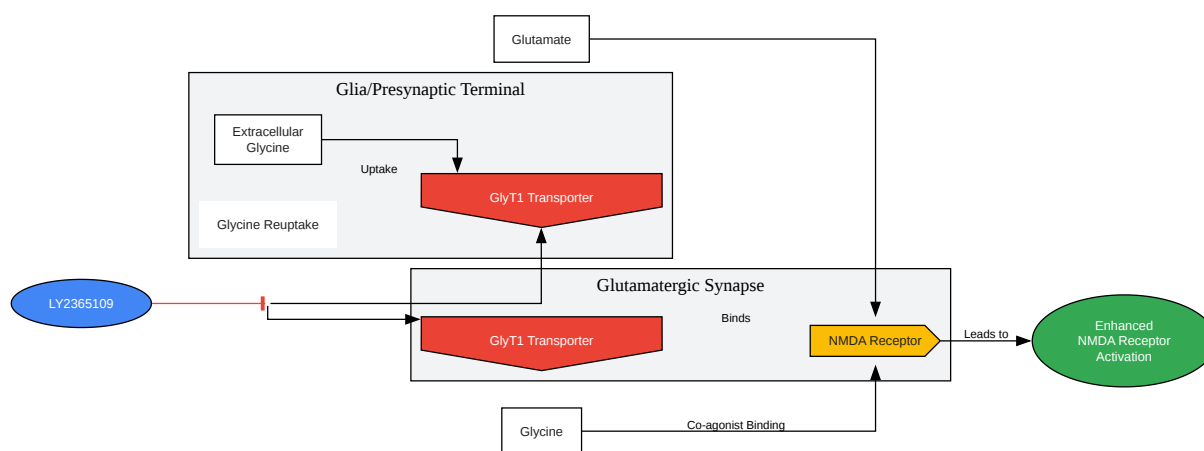 Glutamate
Glia/Presynaptic Terminal
Extracellular
Glycine
Uptake
GlyT1 Transporter
Glycine Reuptake
LY2365109
Glutamatergic Synapse
Binds
GlyT1 Transporter
NMDA Receptor
Leads to
Enhanced
NMDA Receptor
Activation
Glycine
Co-agonist Binding